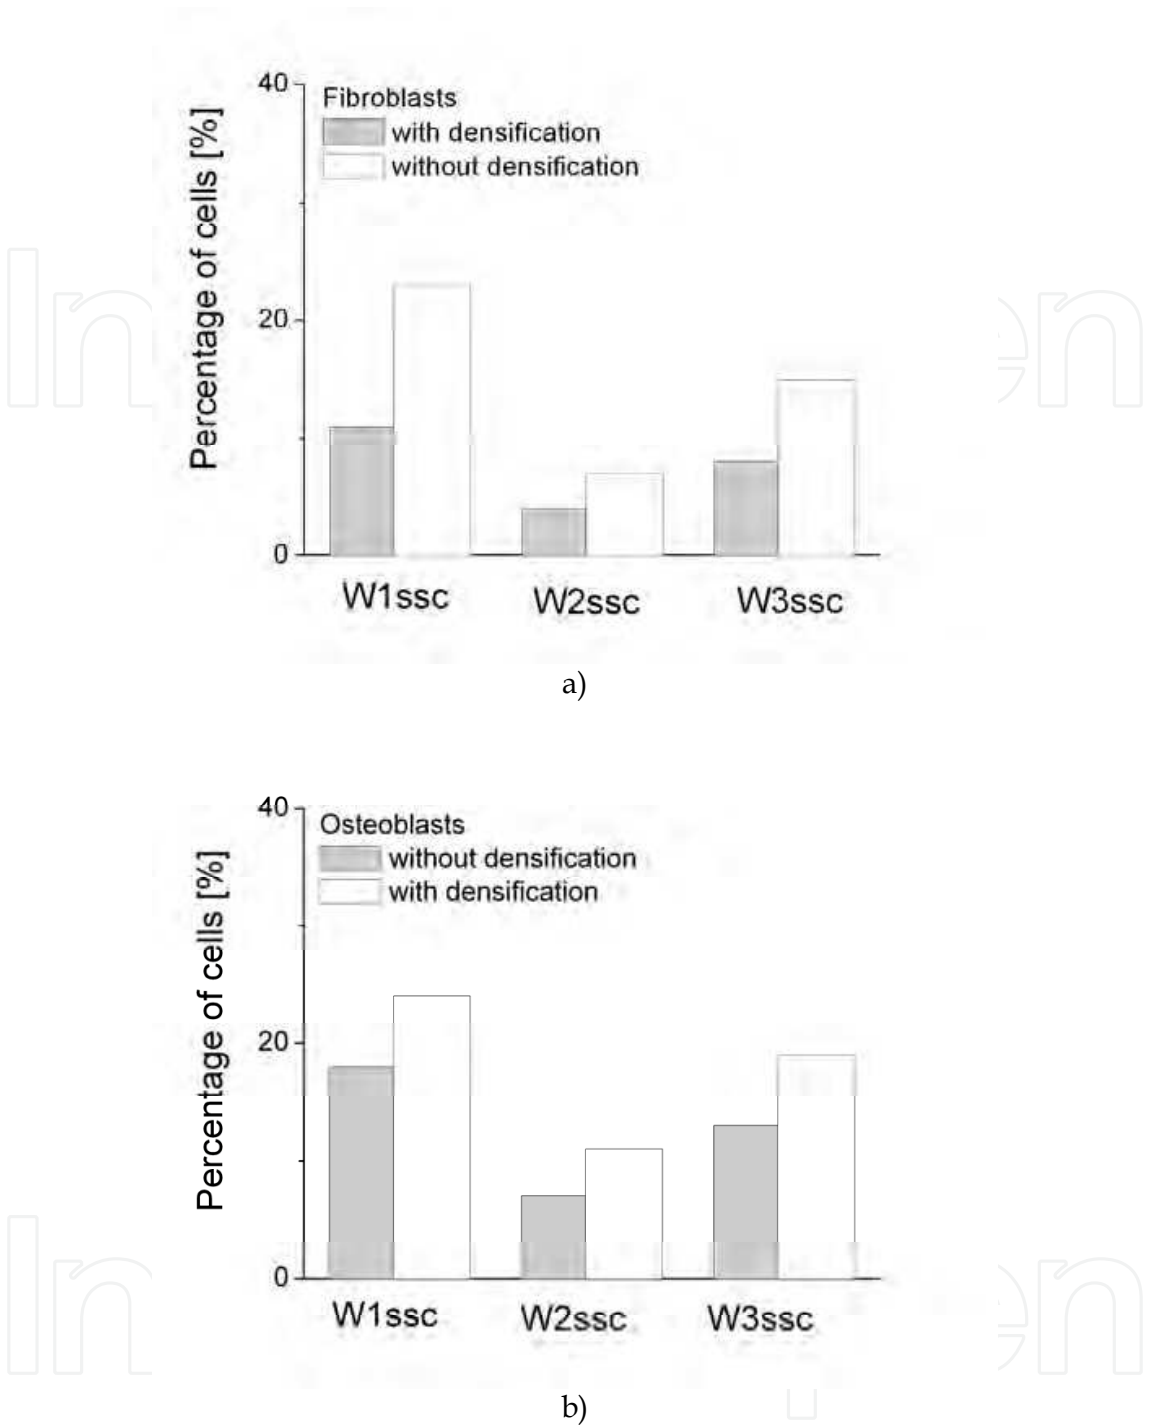 40
Fibroblasts
with densification
without densification
Percentage of cells [%]
20
0
W1ssc W2ssc W3ssc
a)
40
Osteoblasts
without densification
with densification
Percentage of cells [%]
20
0
W1ssc W2ssc W3ssc
b)